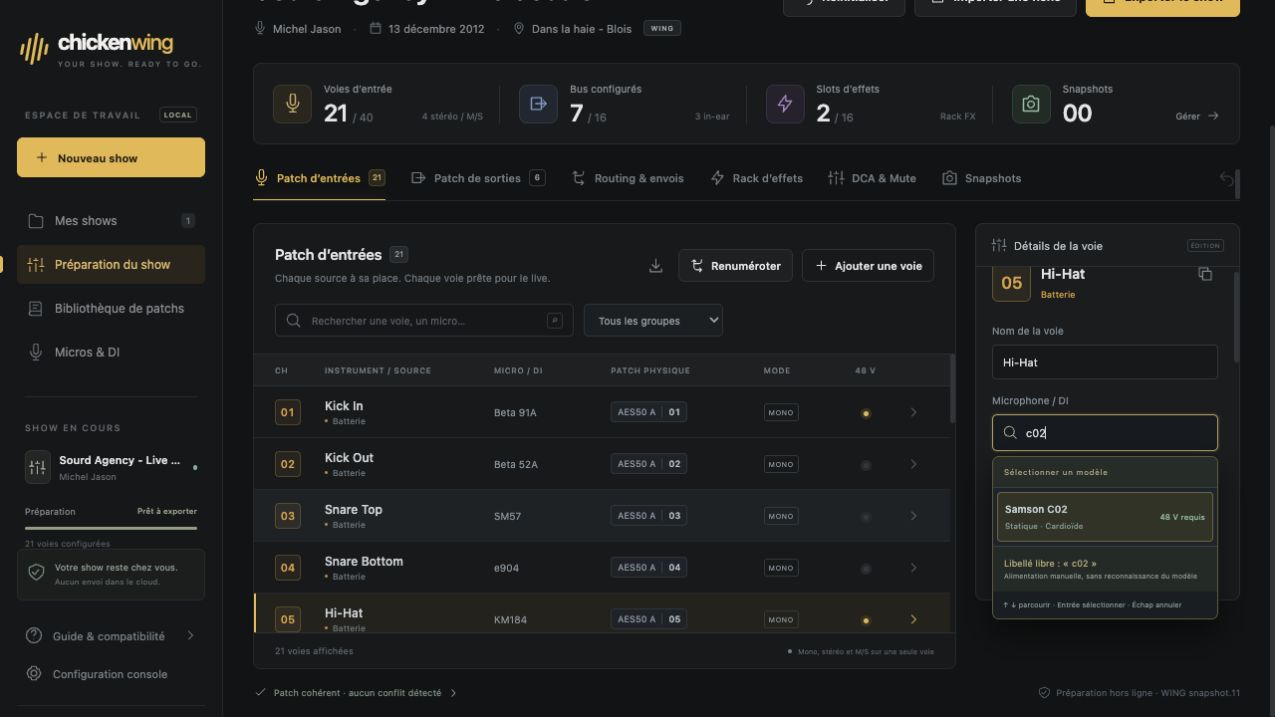 chickenwing
YOUR SHOW. READY TO GO.
ESPACE DE TRAVAIL LOCAL
+ Nouveau show
Mes shows 1
Préparation du show
Bibliothèque de patchs
Micros & DI
SHOW EN COURS
Sourd Agency - Live ...
Michel Jason
Préparation Prêt à exporter
21 voies configurées
Votre show reste chez vous.
Aucun envoi dans le cloud.
Guide & compatibilité
Configuration console
Michel Jason · 13 décembre 2012 · Dans la haie - Blois WING
Voies d'entrée
21 / 40 4 stéréo / M/S
Bus configurés
7 / 16 3 in-ear
Slots d'effets
2 / 16 Rack FX
Snapshots
00 Gérer →
Patch d'entrées 21
Patch de sorties 6
Routing & envois
Rack d'effets
DCA & Mute
Snapshots
Patch d'entrées 21
Chaque source à sa place. Chaque voie prête pour le live.
Renuméroter
+ Ajouter une voie
Rechercher une voie, un micro...
Tous les groupes
CH INSTRUMENT / SOURCE MICRO / DI PATCH PHYSIQUE MODE 48 V
01 Kick In Beta 91A AES50 A 01 MONO
• Batterie
02 Kick Out Beta 52A AES50 A 02 MONO
• Batterie
03 Snare Top SM57 AES50 A 03 MONO
• Batterie
04 Snare Bottom e904 AES50 A 04 MONO
• Batterie
05 Hi-Hat KM184 AES50 A 05 MONO
• Batterie
21 voies affichées
• Mono, stéréo et M/S sur une seule voie
Patch cohérent · aucun conflit détecté
Préparation hors ligne · WING snapshot.11
Détails de la voie ÉDITION
05 Hi-Hat
Batterie
Nom de la voie
Hi-Hat
Microphone / DI
c02
Sélectionner un modèle
Samson C02
Statique · Cardioïde 48 V requis
Libellé libre : « c02 »
Alimentation manuelle, sans reconnaissance du modèle
↑ ↓ parcourir · Entrée sélectionner · Échap annuler